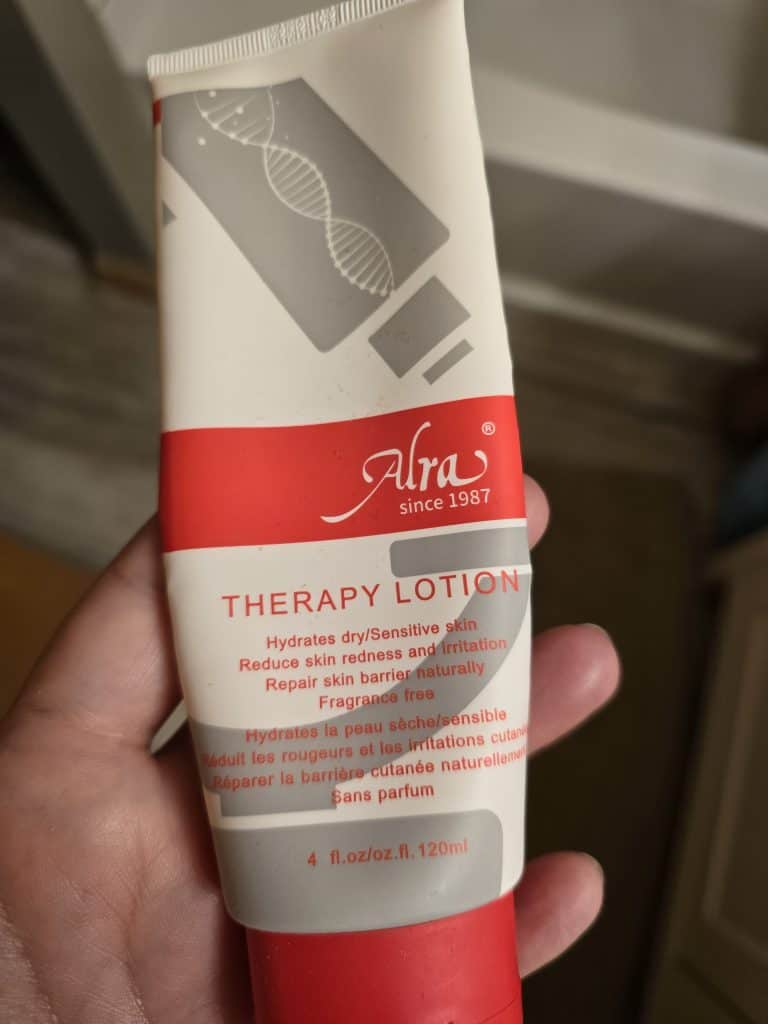 Alra®
since 1987
THERAPY LOTION
Hydrates dry/Sensitive skin
Reduce skin redness and irritation
Repair skin barrier naturally
Fragrance free
Hydrates la peau sèche/sensible
Réduit les rougeurs et les irritations cutanées
Réparer la barrière cutanée naturellement
Sans parfum
4 fl.oz/oz.fl.120ml